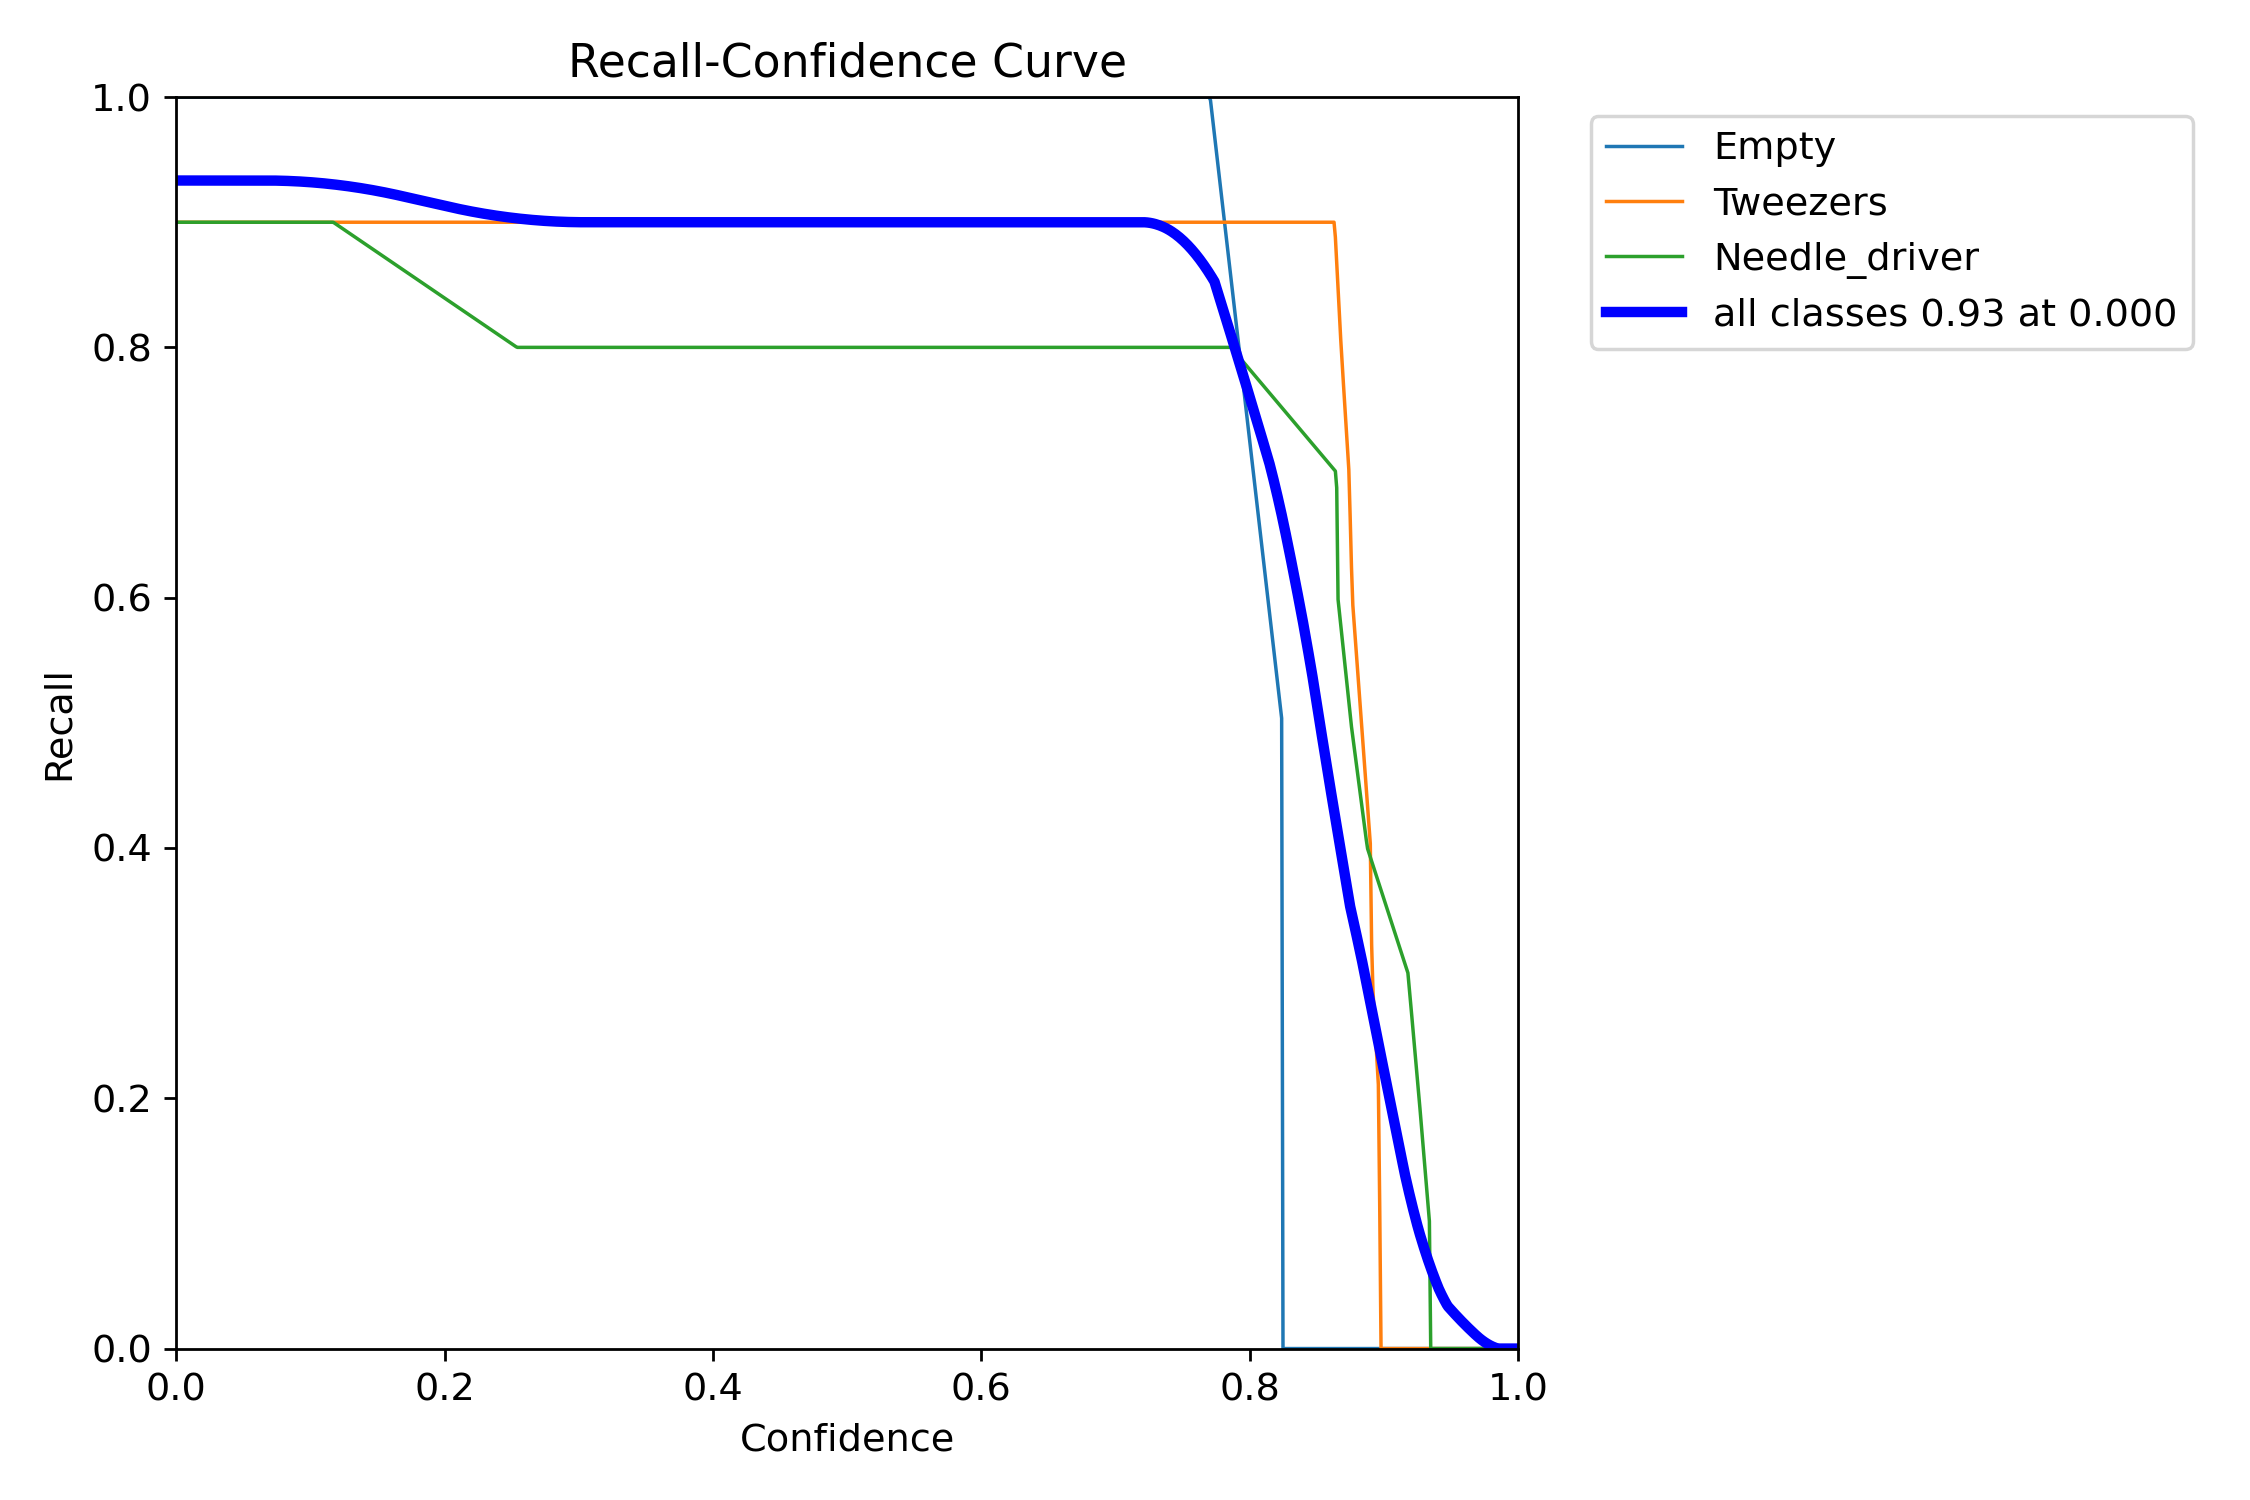 Recall-Confidence Curve
1.0
0.8
0.6
0.4
0.2
0.0
Recall
0.0 0.2 0.4 0.6 0.8 1.0
Confidence
Empty
Tweezers
Needle_driver
all classes 0.93 at 0.000